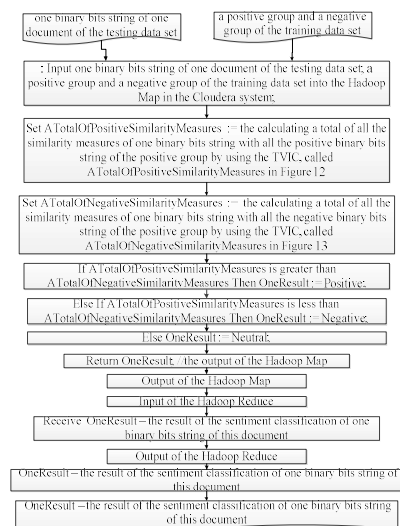 one binary bits string of one
document of the testing data set
a positive group and a negative
group of the training data set
: Input one binary bits string of one document of the testing data set; a
positive group and a negative group of the training data set into the Hadoop
Map in the Cloudera system;
Set ATotalOfPositiveSimilarityMeasures := the calculating a total of all the
similarity measures of one binary bits string with all the positive binary bits
string of the positive group by using the TVIC, called
ATotalOfPositiveSimilarityMeasures in Figure 12
Set ATotalOfNegativeSimilarityMeasures := the calculating a total of all the
similarity measures of one binary bits string with all the negative binary bits
string of the positive group by using the TVIC, called
ATotalOfNegativeSimilarityMeasures in Figure 13
If ATotalOfPositiveSimilarityMeasures is greater than
ATotalOfNegativeSimilarityMeasures Then OneResult := Positive;
Else If ATotalOfPositiveSimilarityMeasures is less than
ATotalOfNegativeSimilarityMeasures Then OneResult := Negative;
Else OneResult := Neutral;
Return OneResult; //the output of the Hadoop Map
Output of the Hadoop Map
Input of the Hadoop Reduce
Receive OneResult – the result of the sentiment classification of one
binary bits string of this document
Output of the Hadoop Reduce
OneResult – the result of the sentiment classification of one binary bits string of
this document
OneResult – the result of the sentiment classification of one binary bits string
of this document